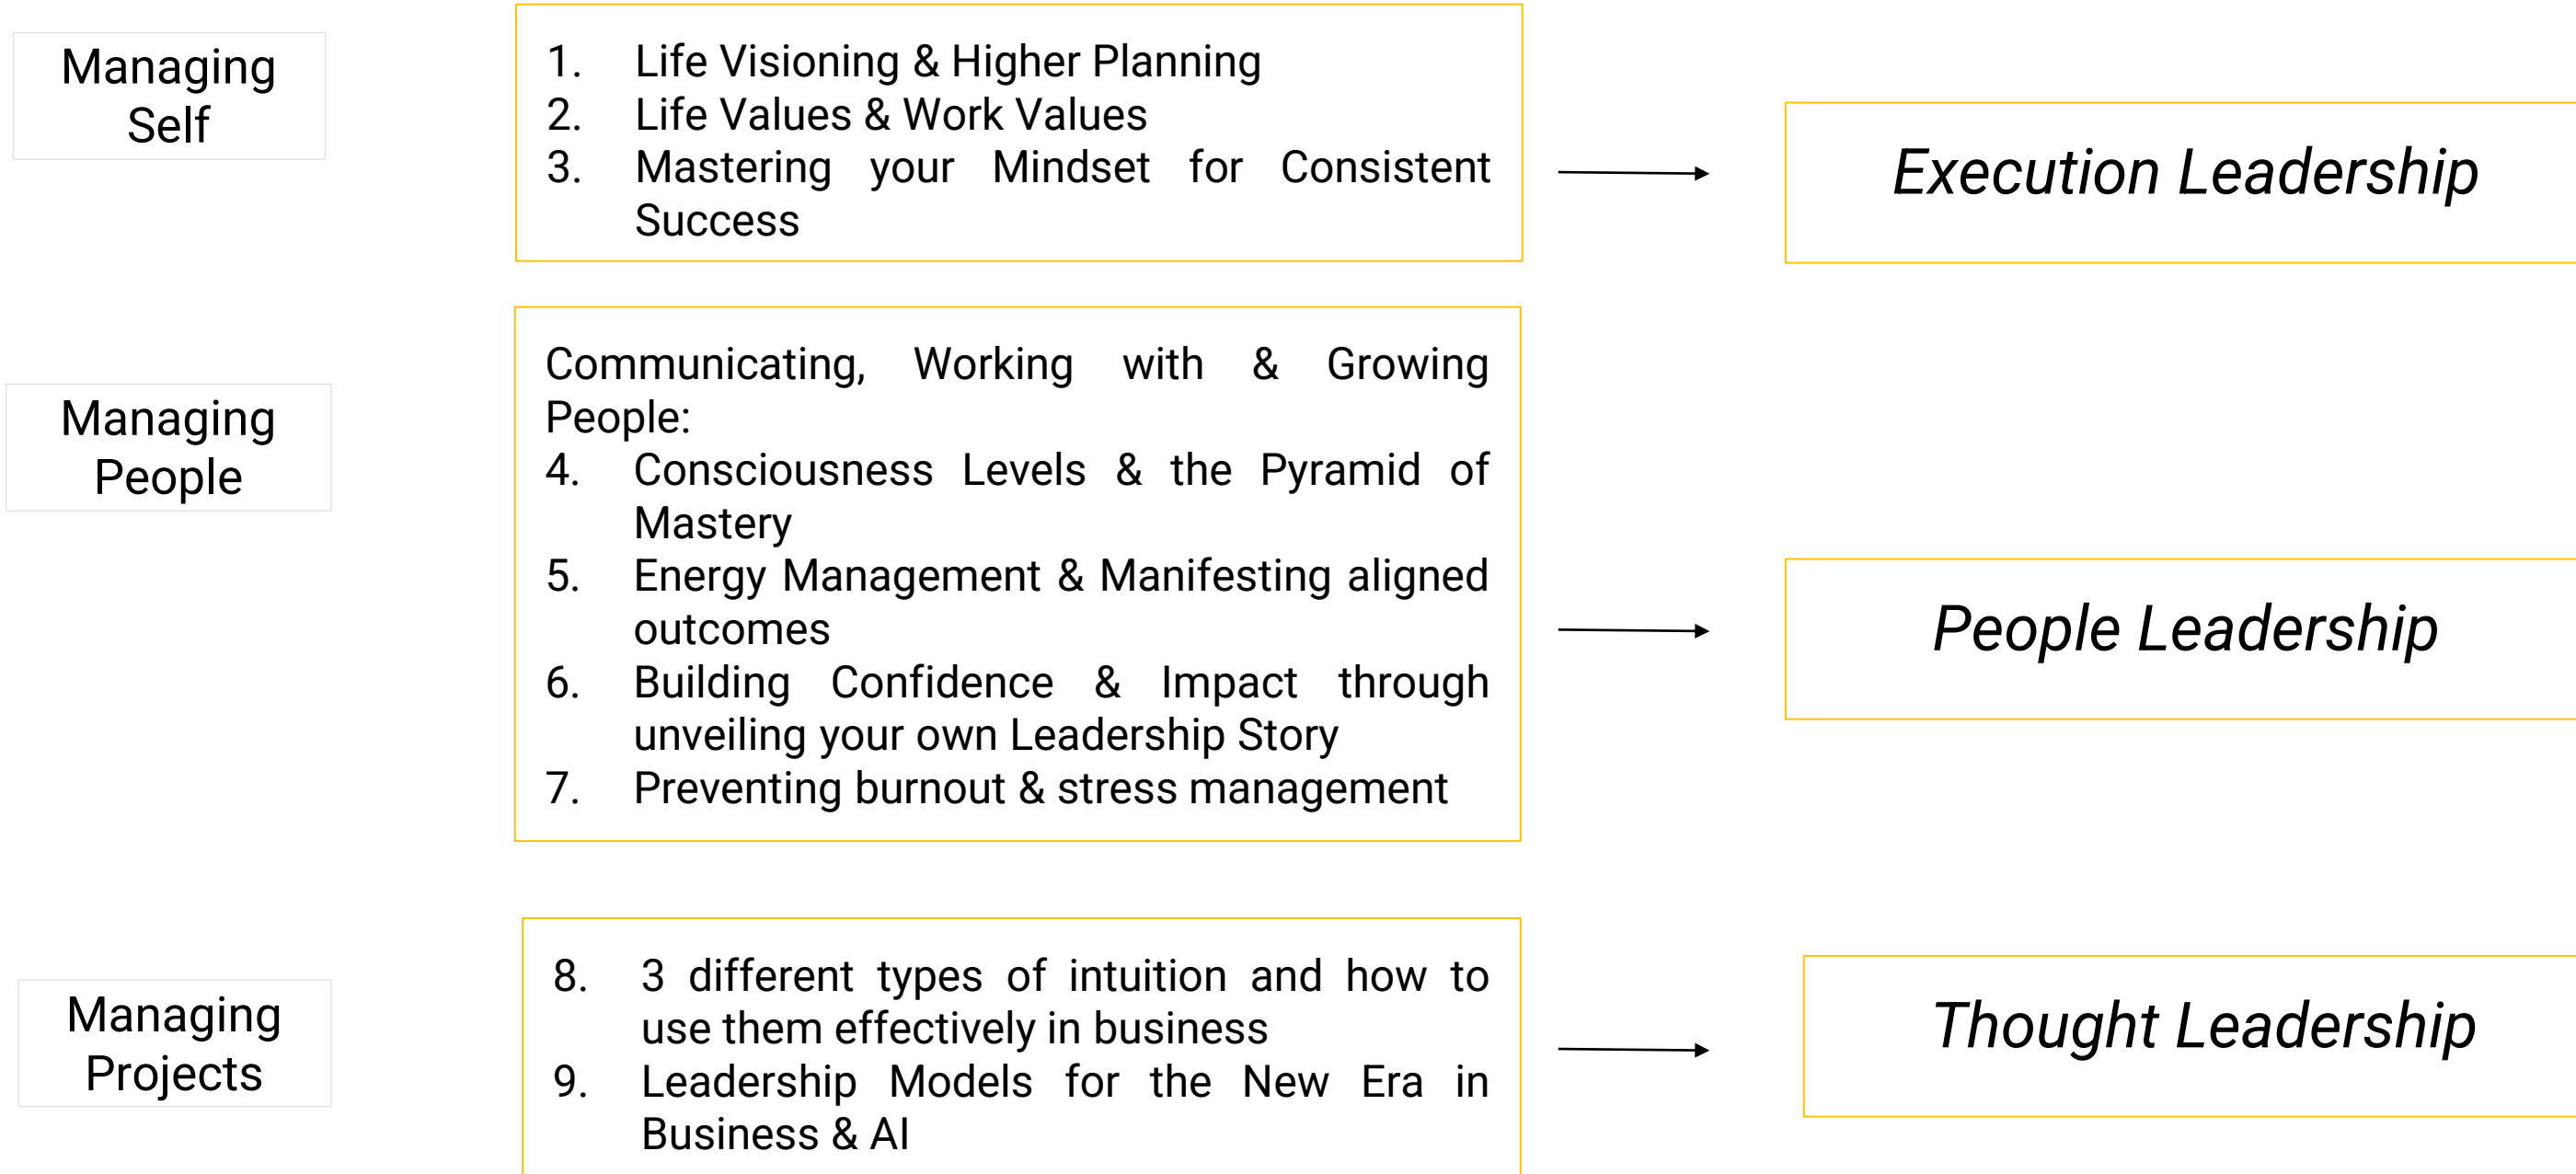 Managing
Self
1. Life Visioning & Higher Planning
2. Life Values & Work Values
3. Mastering your Mindset for Consistent
Success
Execution Leadership
Managing
People
Communicating, Working with & Growing
People:
4. Consciousness Levels & the Pyramid of
Mastery
5. Energy Management & Manifesting aligned
outcomes
6. Building Confidence & Impact through
unveiling your own Leadership Story
7. Preventing burnout & stress management
People Leadership
Managing
Projects
8. 3 different types of intuition and how to
use them effectively in business
9. Leadership Models for the New Era in
Business & AI
Thought Leadership